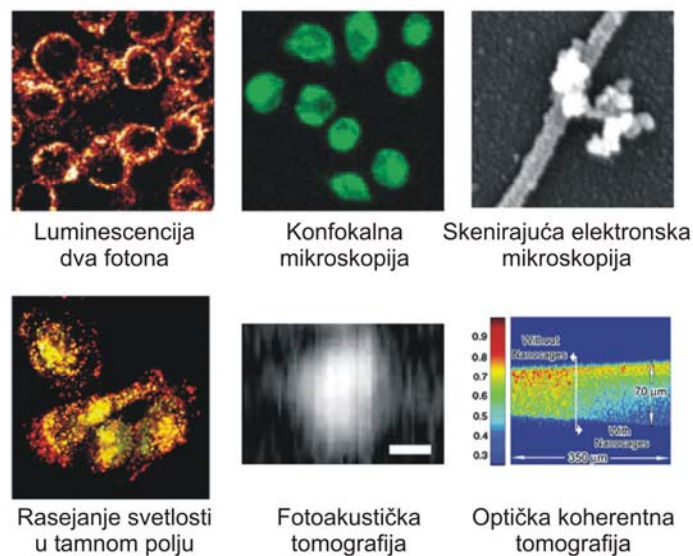 Luminescencija
dva fotona
Konfokalna
mikroskopija
Skenirajuća elektronska
mikroskopija
0.9
0.8
0.7
0.6
0.5
0.4
0.3
Without
Nanocages
70 µm
With
Nanocages
350 µm
Rasejanje svetlosti
u tamnom polju
Fotoakustička
tomografija
Optička koherentna
tomografija